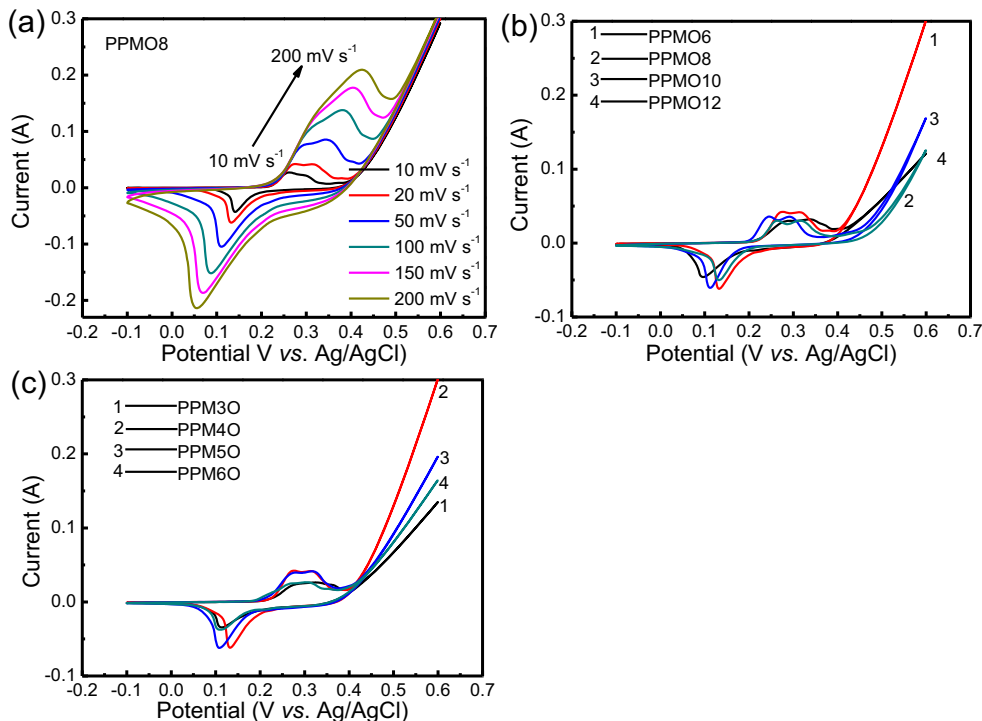 (a)
PPMO8
200 mV s⁻¹
10 mV s⁻¹
10 mV s⁻¹
20 mV s⁻¹
50 mV s⁻¹
100 mV s⁻¹
150 mV s⁻¹
200 mV s⁻¹
0.3
0.2
0.1
0.0
-0.1
-0.2
Current (A)
-0.2 -0.1 0.0 0.1 0.2 0.3 0.4 0.5 0.6 0.7
Potential V vs. Ag/AgCl)
(b)
1 PPMO6
2 PPMO8
3 PPMO10
4 PPMO12
1
3
4
2
0.3
0.2
0.1
0.0
-0.1
Current (A)
-0.2 -0.1 0.0 0.1 0.2 0.3 0.4 0.5 0.6 0.7
Potential (V vs. Ag/AgCl)
(c)
1 PPM3O
2 PPM4O
3 PPM5O
4 PPM6O
2
3
4
1
0.3
0.2
0.1
0.0
-0.1
Current (A)
-0.2 -0.1 0.0 0.1 0.2 0.3 0.4 0.5 0.6 0.7
Potential (V vs. Ag/AgCl)